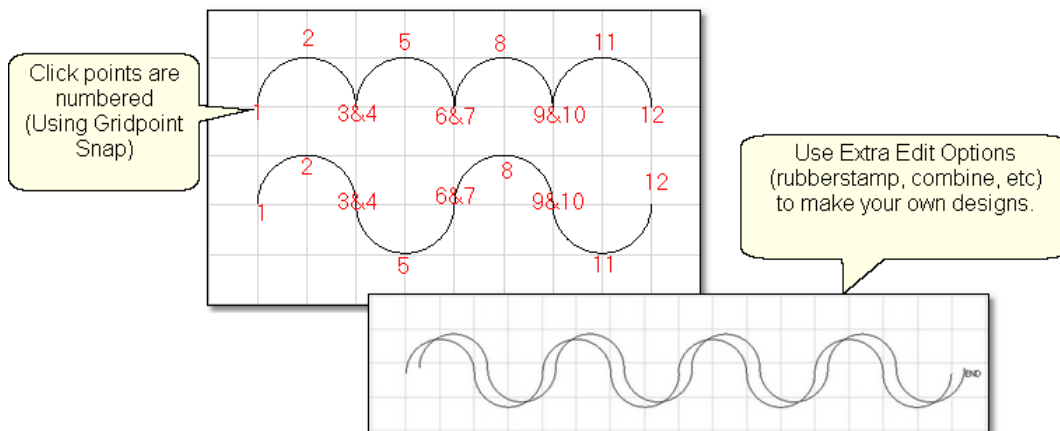 2 5 8 11
Click points are
numbered
(Using Gridpoint
Snap)
1 3&4 6&7 9&10 12
2 8 12
1 3&4 6&7 9&10
5 11
Use Extra Edit Options
(rubberstamp, combine, etc)
to make your own designs.
END